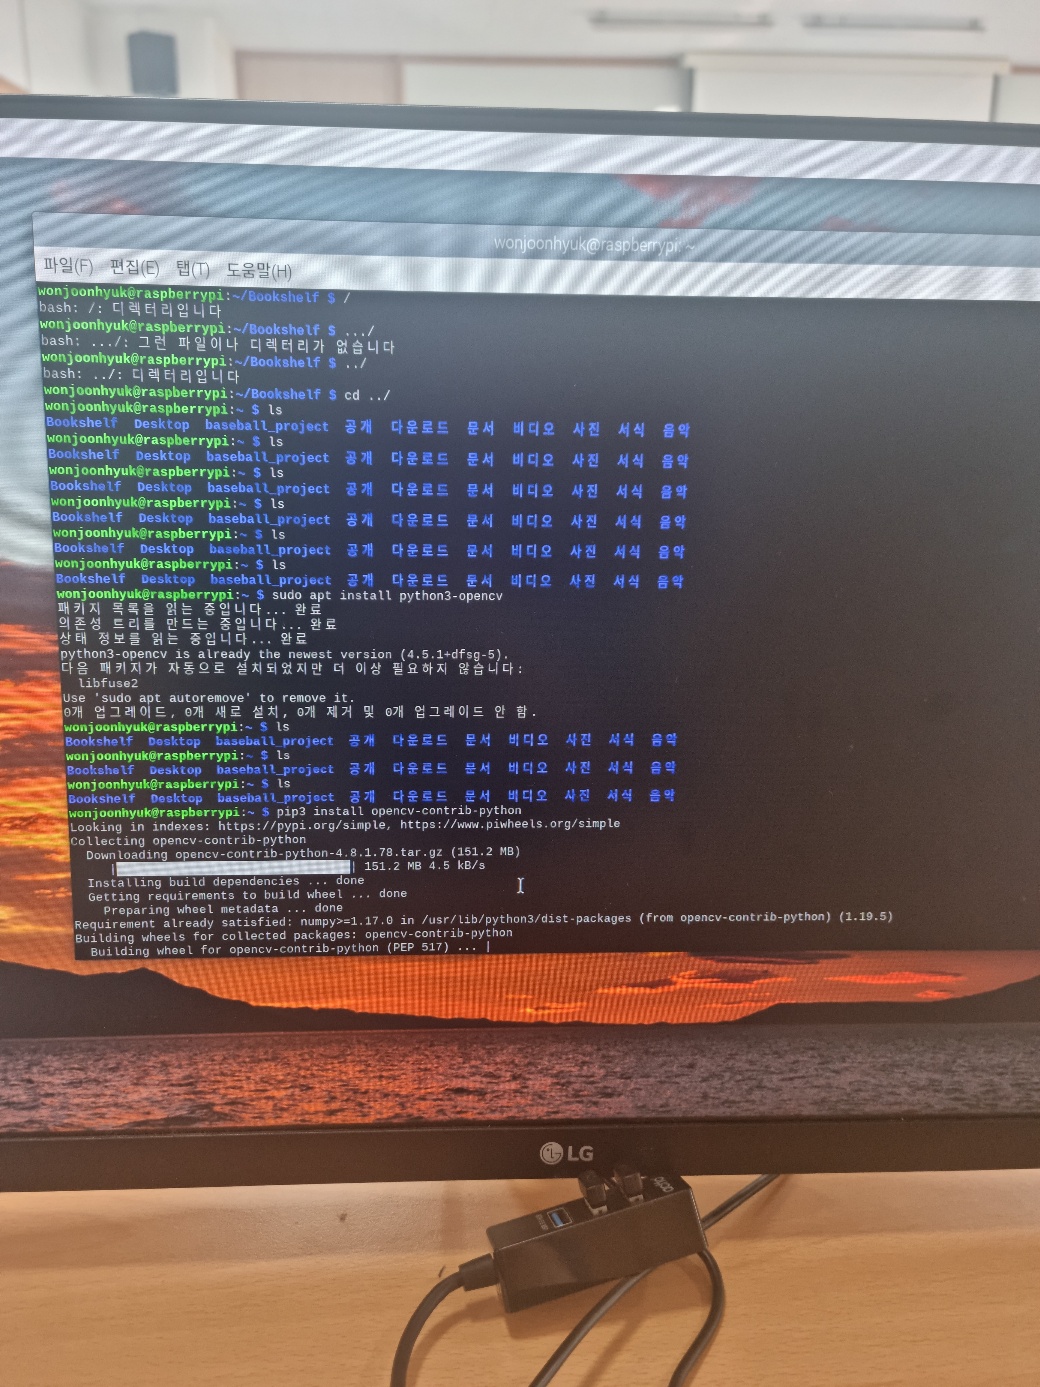 wonjoonhyuk@raspberrypi: ~
파일(F) 편집(E) 탭(T) 도움말(H)
wonjoonhyuk@raspberrypi:~/Bookshelf $ /
bash: /: 디렉터리입니다
wonjoonhyuk@raspberrypi:~/Bookshelf $ .../
bash: .../: 그런 파일이나 디렉터리가 없습니다
wonjoonhyuk@raspberrypi:~/Bookshelf $ ../
bash: ../: 디렉터리입니다
wonjoonhyuk@raspberrypi:~/Bookshelf $ cd ../
wonjoonhyuk@raspberrypi:~ $ ls
Bookshelf Desktop baseball_project 공개 다운로드 문서 비디오 사진 서식 음악
wonjoonhyuk@raspberrypi:~ $ ls
Bookshelf Desktop baseball_project 공개 다운로드 문서 비디오 사진 서식 음악
wonjoonhyuk@raspberrypi:~ $ ls
Bookshelf Desktop baseball_project 공개 다운로드 문서 비디오 사진 서식 음악
wonjoonhyuk@raspberrypi:~ $ ls
Bookshelf Desktop baseball_project 공개 다운로드 문서 비디오 사진 서식 음악
wonjoonhyuk@raspberrypi:~ $ ls
Bookshelf Desktop baseball_project 공개 다운로드 문서 비디오 사진 서식 음악
wonjoonhyuk@raspberrypi:~ $ ls
Bookshelf Desktop baseball_project 공개 다운로드 문서 비디오 사진 서식 음악
wonjoonhyuk@raspberrypi:~ $ sudo apt install python3-opencv
패키지 목록을 읽는 중입니다... 완료
의존성 트리를 만드는 중입니다... 완료
상태 정보를 읽는 중입니다... 완료
python3-opencv is already the newest version (4.5.1+dfsg-5).
다음 패키지가 자동으로 설치되었지만 더 이상 필요하지 않습니다:
libfuse2
Use 'sudo apt autoremove' to remove it.
0개 업그레이드, 0개 새로 설치, 0개 제거 및 0개 업그레이드 안 함.
wonjoonhyuk@raspberrypi:~ $ ls
Bookshelf Desktop baseball_project 공개 다운로드 문서 비디오 사진 서식 음악
wonjoonhyuk@raspberrypi:~ $ ls
Bookshelf Desktop baseball_project 공개 다운로드 문서 비디오 사진 서식 음악
wonjoonhyuk@raspberrypi:~ $ ls
Bookshelf Desktop baseball_project 공개 다운로드 문서 비디오 사진 서식 음악
wonjoonhyuk@raspberrypi:~ $ pip3 install opencv-contrib-python
Looking in indexes: https://pypi.org/simple, https://www.piwheels.org/simple
Collecting opencv-contrib-python
Downloading opencv-contrib-python-4.8.1.78.tar.gz (151.2 MB)
| | 151.2 MB 4.5 kB/s
Installing build dependencies ... done
Getting requirements to build wheel ... done
Preparing wheel metadata ... done
Requirement already satisfied: numpy>=1.17.0 in /usr/lib/python3/dist-packages (from opencv-contrib-python) (1.19.5)
Building wheels for collected packages: opencv-contrib-python
Building wheel for opencv-contrib-python (PEP 517) ... |
LG